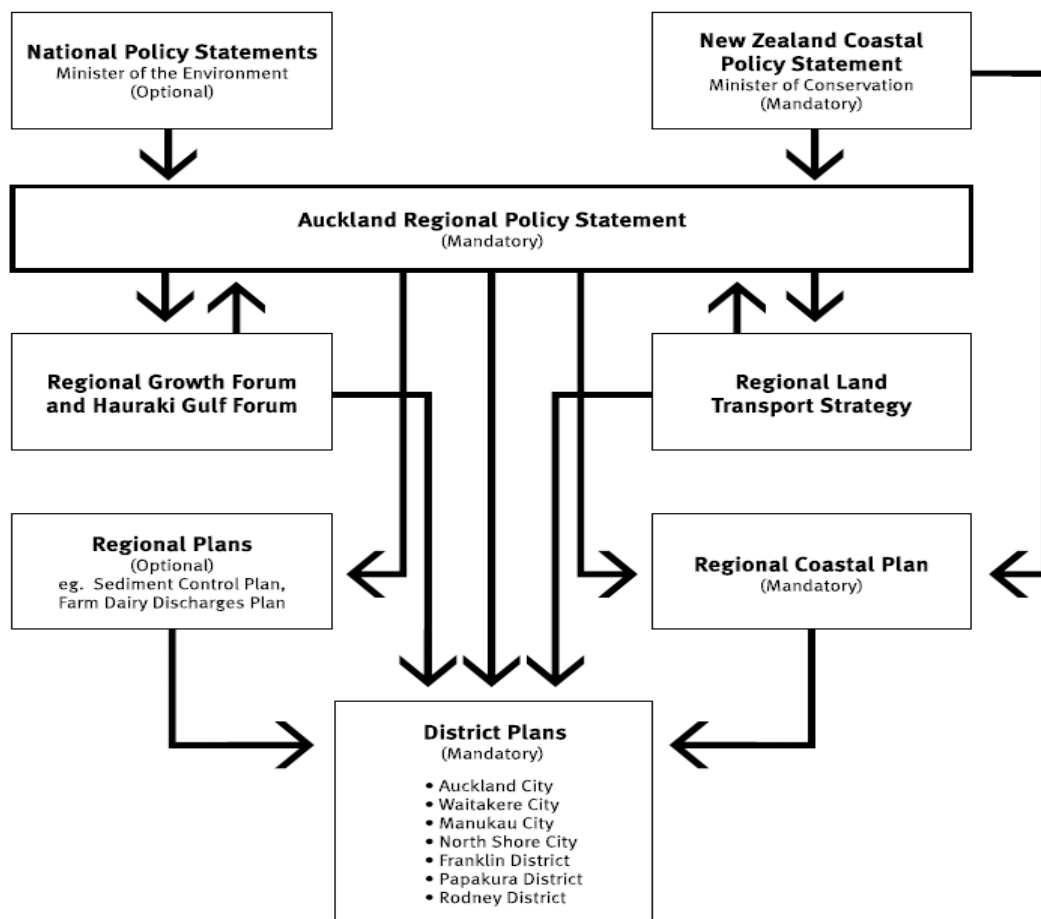 National Policy Statements
Minister of the Environment
(Optional)
New Zealand Coastal
Policy Statement
Minister of Conservation
(Mandatory)
Auckland Regional Policy Statement
(Mandatory)
Regional Growth Forum
and Hauraki Gulf Forum
Regional Land
Transport Strategy
Regional Plans
(Optional)
eg. Sediment Control Plan,
Farm Dairy Discharges Plan
Regional Coastal Plan
(Mandatory)
District Plans
(Mandatory)
• Auckland City
• Waitakere City
• Manukau City
• North Shore City
• Franklin District
• Papakura District
• Rodney District